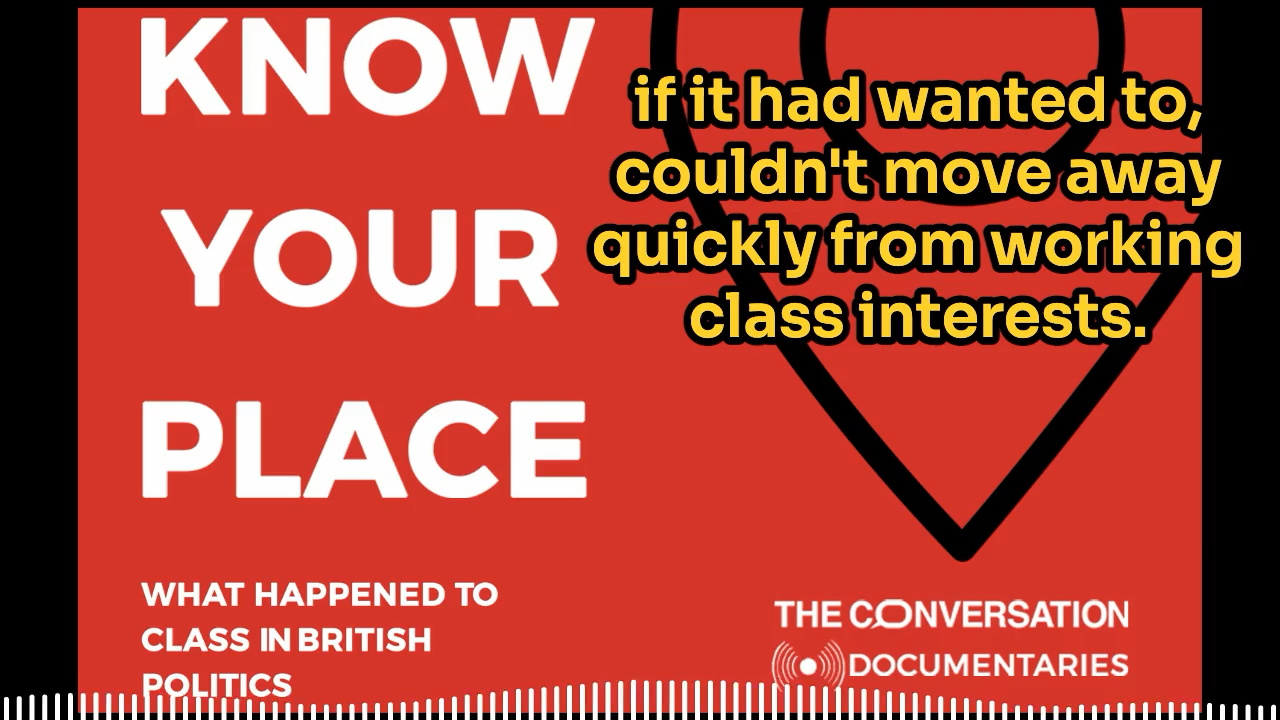 KNOW
YOUR
PLACE
WHAT HAPPENED TO
CLASS IN BRITISH
POLITICS
if it had wanted to,
couldn't move away
quickly from working
class interests.
THE CONVERSATION
DOCUMENTARIES